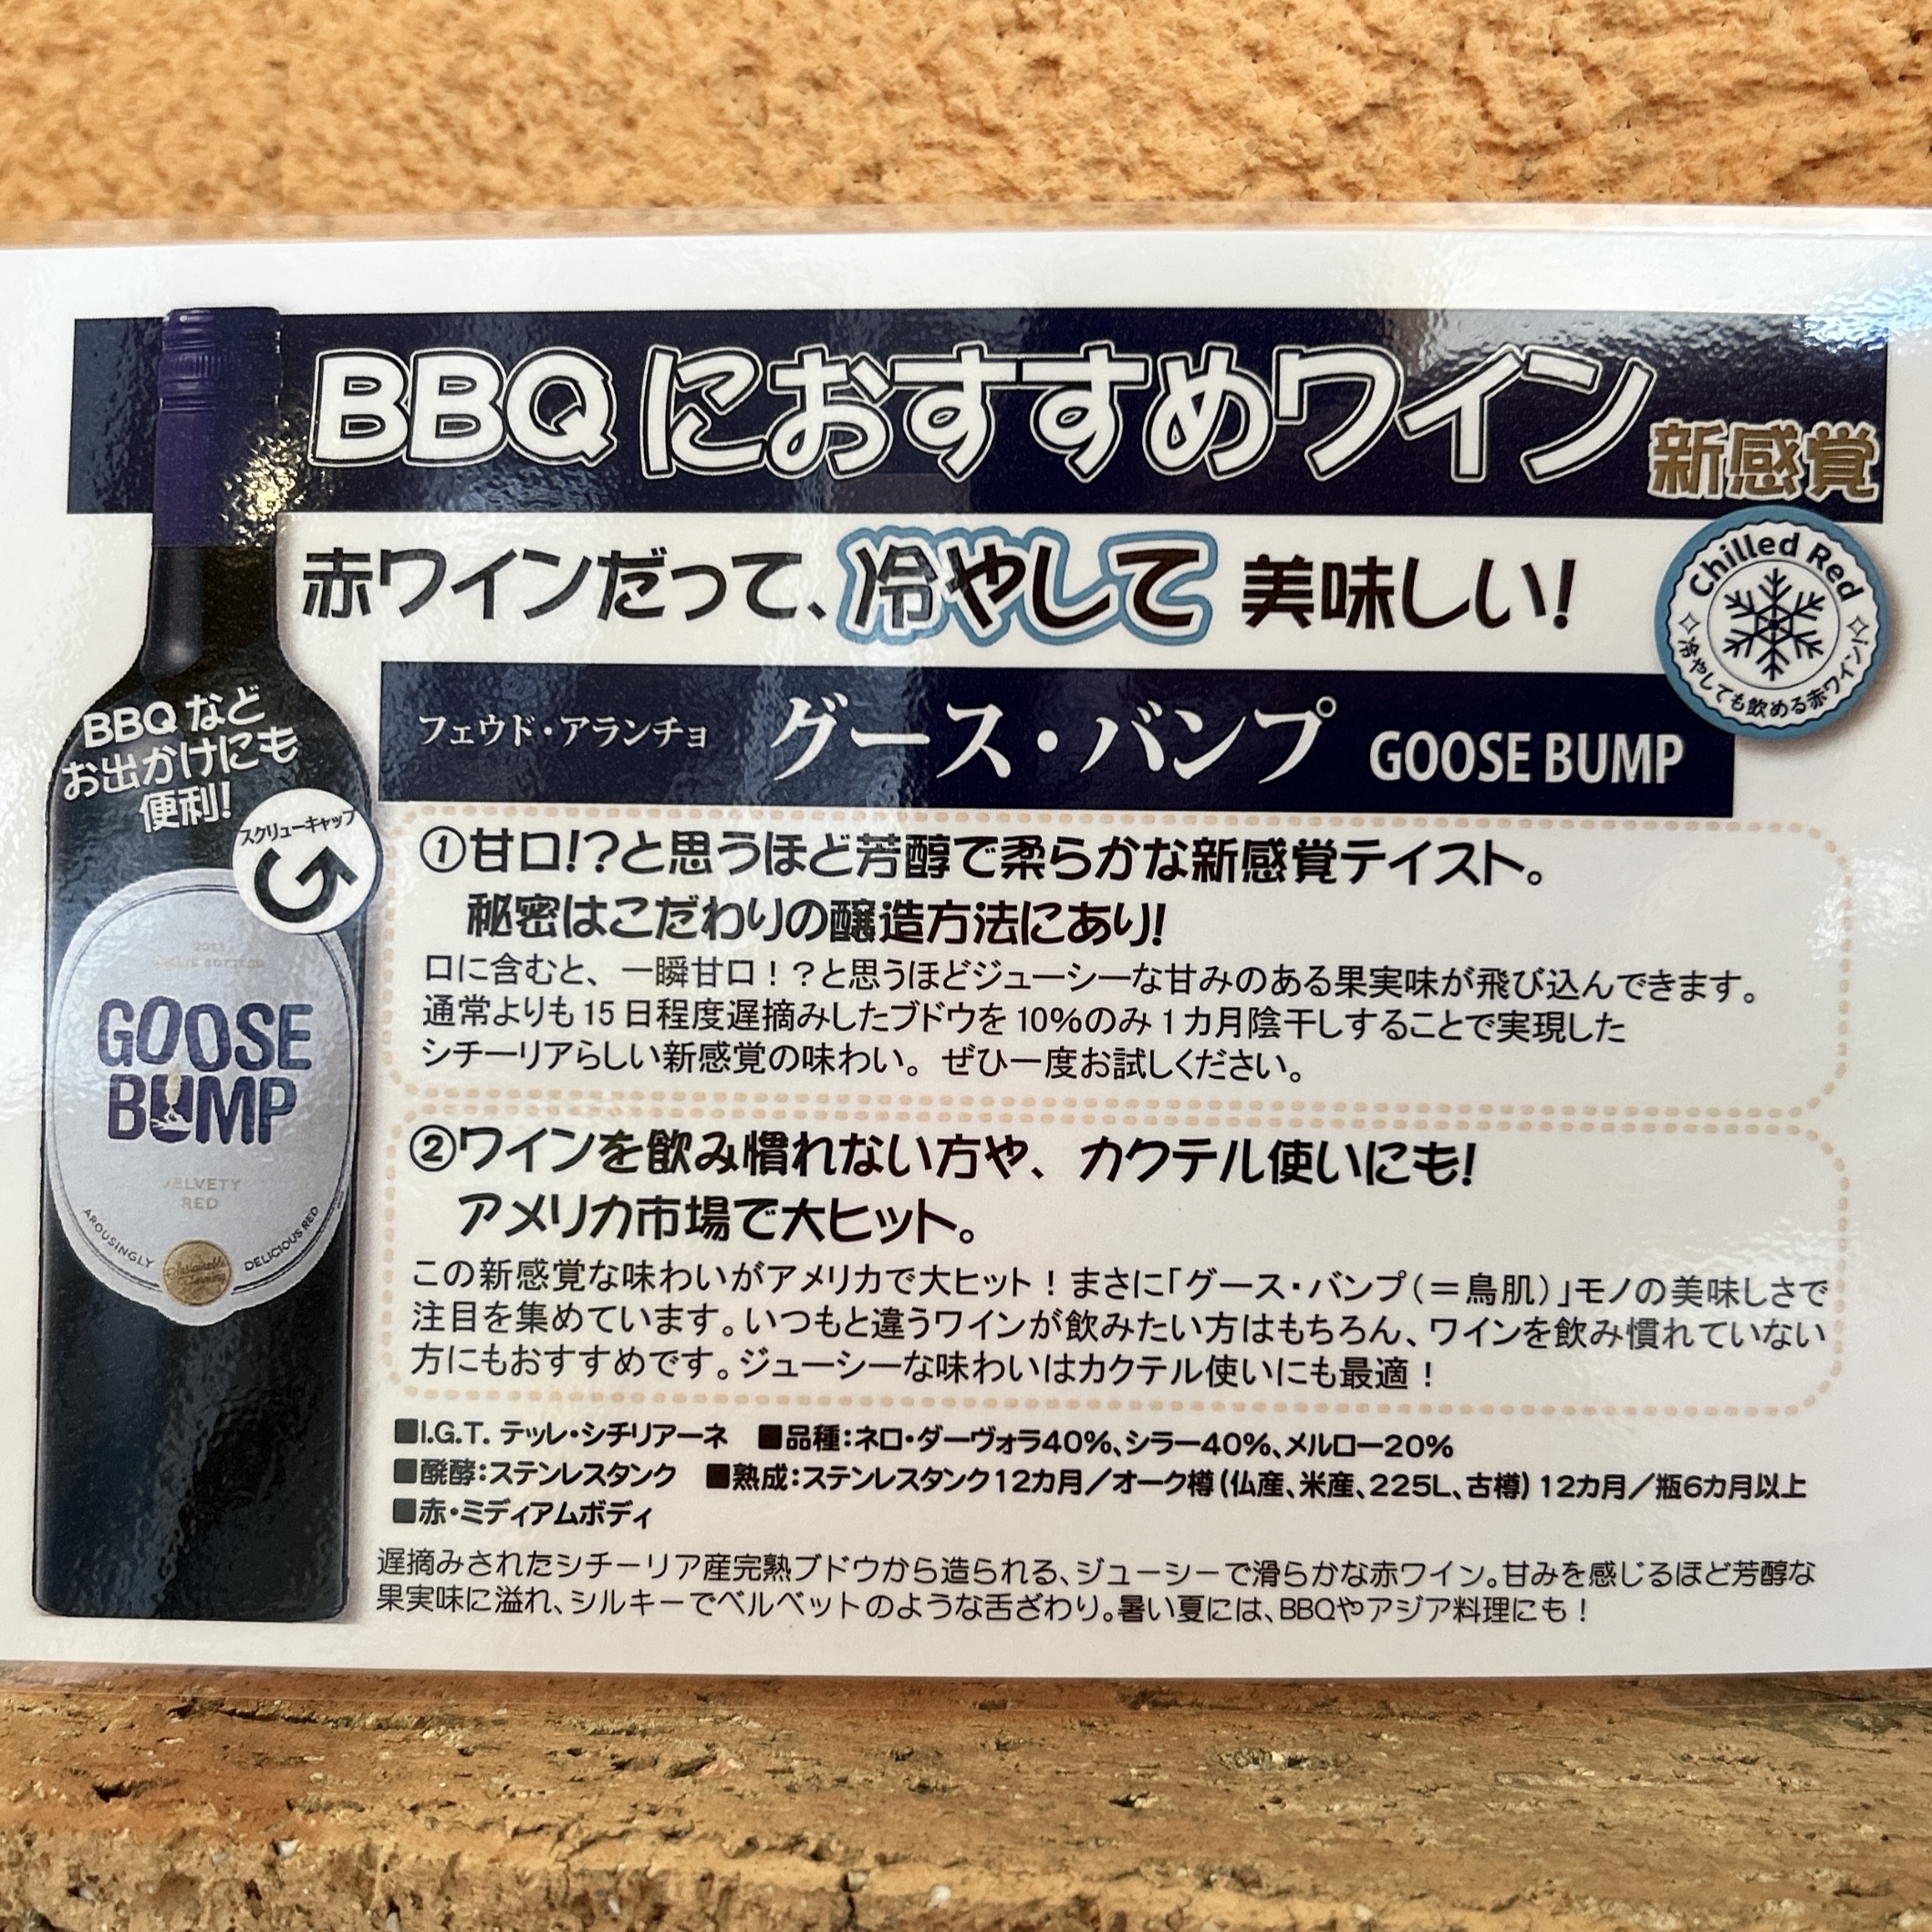 BBQにおすすめワイン 新感覚
赤ワインだって、冷やして 美味しい!
Chilled Red
冷やしても飲める赤ワイン!
フェウド・アランチョ グース・バンプ GOOSE BUMP
BBQなど
お出かけにも
便利!
スクリューキャップ
GOOSE
BUMP
VELVETY
RED
AROUSINGLY
DELICIOUS RED
Sustainable
Farming
①甘口!?と思うほど芳醇で柔らかな新感覚テイスト。
秘密はこだわりの醸造方法にあり!
口に含むと、一瞬甘口！？と思うほどジューシーな甘みのある果実味が飛び込んできます。
通常よりも15日程度遅摘みしたブドウを10%のみ1カ月陰干しすることで実現した
シチーリアらしい新感覚の味わい。ぜひ一度お試しください。
②ワインを飲み慣れない方や、カクテル使いにも!
アメリカ市場で大ヒット。
この新感覚な味わいがアメリカで大ヒット！まさに「グース・バンプ(＝鳥肌)」モノの美味しさで
注目を集めています。いつもと違うワインが飲みたい方はもちろん、ワインを飲み慣れていない
方にもおすすめです。ジューシーな味わいはカクテル使いにも最適！
■I.G.T. テッレ・シチリアーネ ■品種：ネロ・ダーヴォラ40%、シラー40%、メルロー20%
■醗酵：ステンレスタンク ■熟成：ステンレスタンク12カ月／オーク樽(仏産、米産、225L、古樽) 12カ月／瓶6カ月以上
■赤・ミディアムボディ
遅摘みされたシチーリア産完熟ブドウから造られる、ジューシーで滑らかな赤ワイン。甘みを感じるほど芳醇な
果実味に溢れ、シルキーでベルベットのような舌ざわり。暑い夏には、BBQやアジア料理にも！